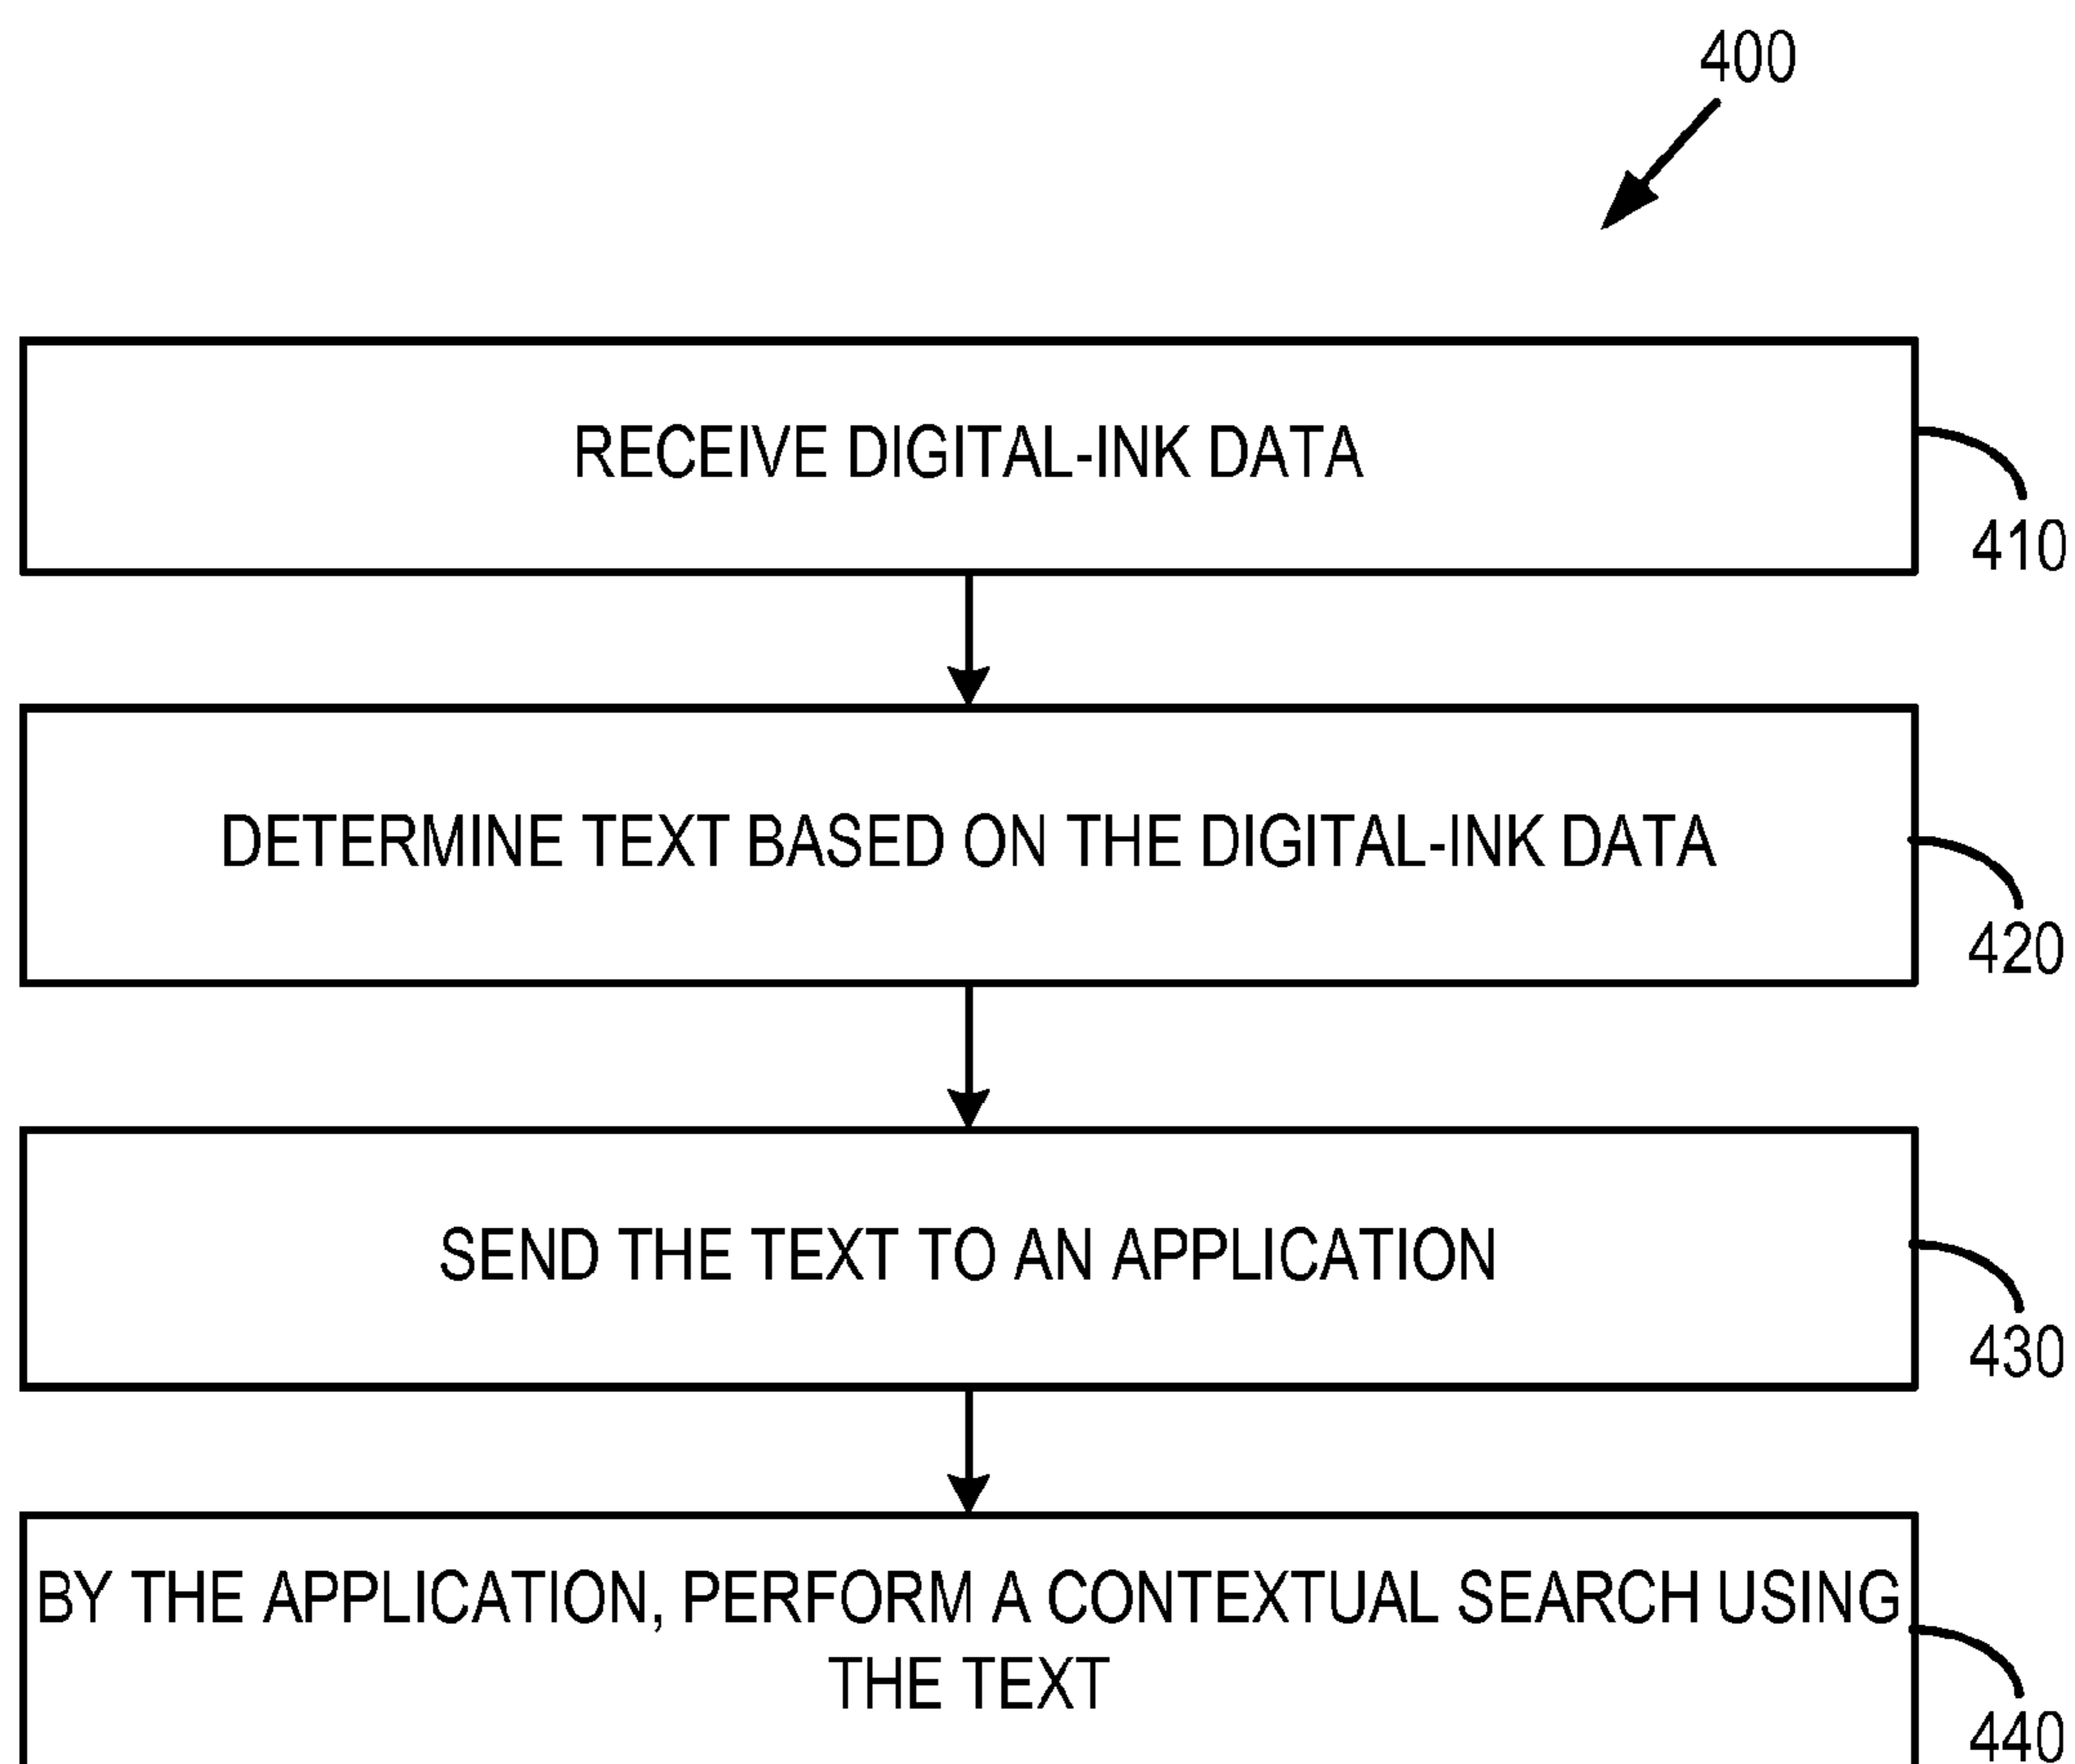 400
RECEIVE DIGITAL-INK DATA
410
DETERMINE TEXT BASED ON THE DIGITAL-INK DATA
420
SEND THE TEXT TO AN APPLICATION
430
BY THE APPLICATION, PERFORM A CONTEXTUAL SEARCH USING
THE TEXT
440